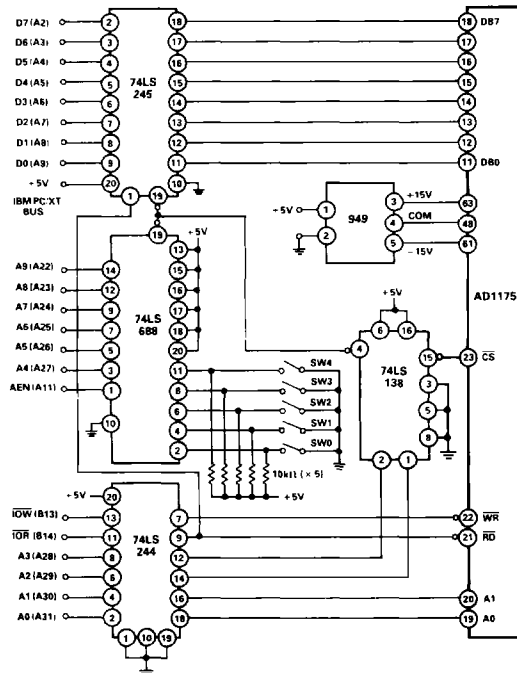 D7 (A2) 2 18 18 DB7
D6 (A3) 3 17 17
D5 (A4) 4 16 16
D4 (A5) 5 74LS 245 15 15
D3 (A6) 6 14 14
D2 (A7) 7 13 13
D1 (A8) 8 12 12
D0 (A9) 9 11 11 DB0
+5V 20 1 19 10
IBM PC/XT
BUS
+5V 1 949 3 +15V 63
2 4 COM 48
5 −15V 61
AD1175
19 +5V
13
A9 (A22) 14 15
A8 (A23) 12 16
A7 (A24) 9 74LS 688 17
A6 (A25) 7 18
A5 (A26) 5 20
A4 (A27) 3 11 SW4
AEN (A11) 1 8 SW3
6 SW2
10 4 SW1
2 SW0
10kΩ (× 5)
+5V
+5V
6 16
4 15 23 CS
74LS 138
3
5
8
2 1
+5V 20
IOW (B13) 13 7 22 WR
IOR (B14) 11 74LS 244 9 21 RD
A3 (A28) 8 12
A2 (A29) 6 14
A1 (A30) 4 16 20 A1
A0 (A31) 2 18 19 A0
1 10 19